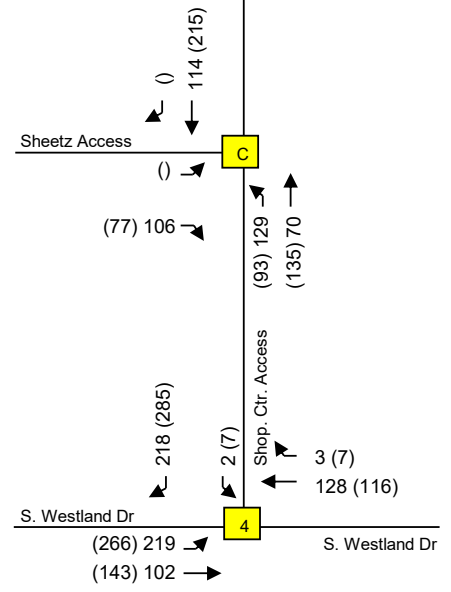 114 (215)
()
Sheetz Access
C
()
(77) 106
(93) 129
(135) 70
Shop. Ctr. Access
218 (285)
2 (7)
3 (7)
128 (116)
S. Westland Dr
4
(266) 219
S. Westland Dr
(143) 102